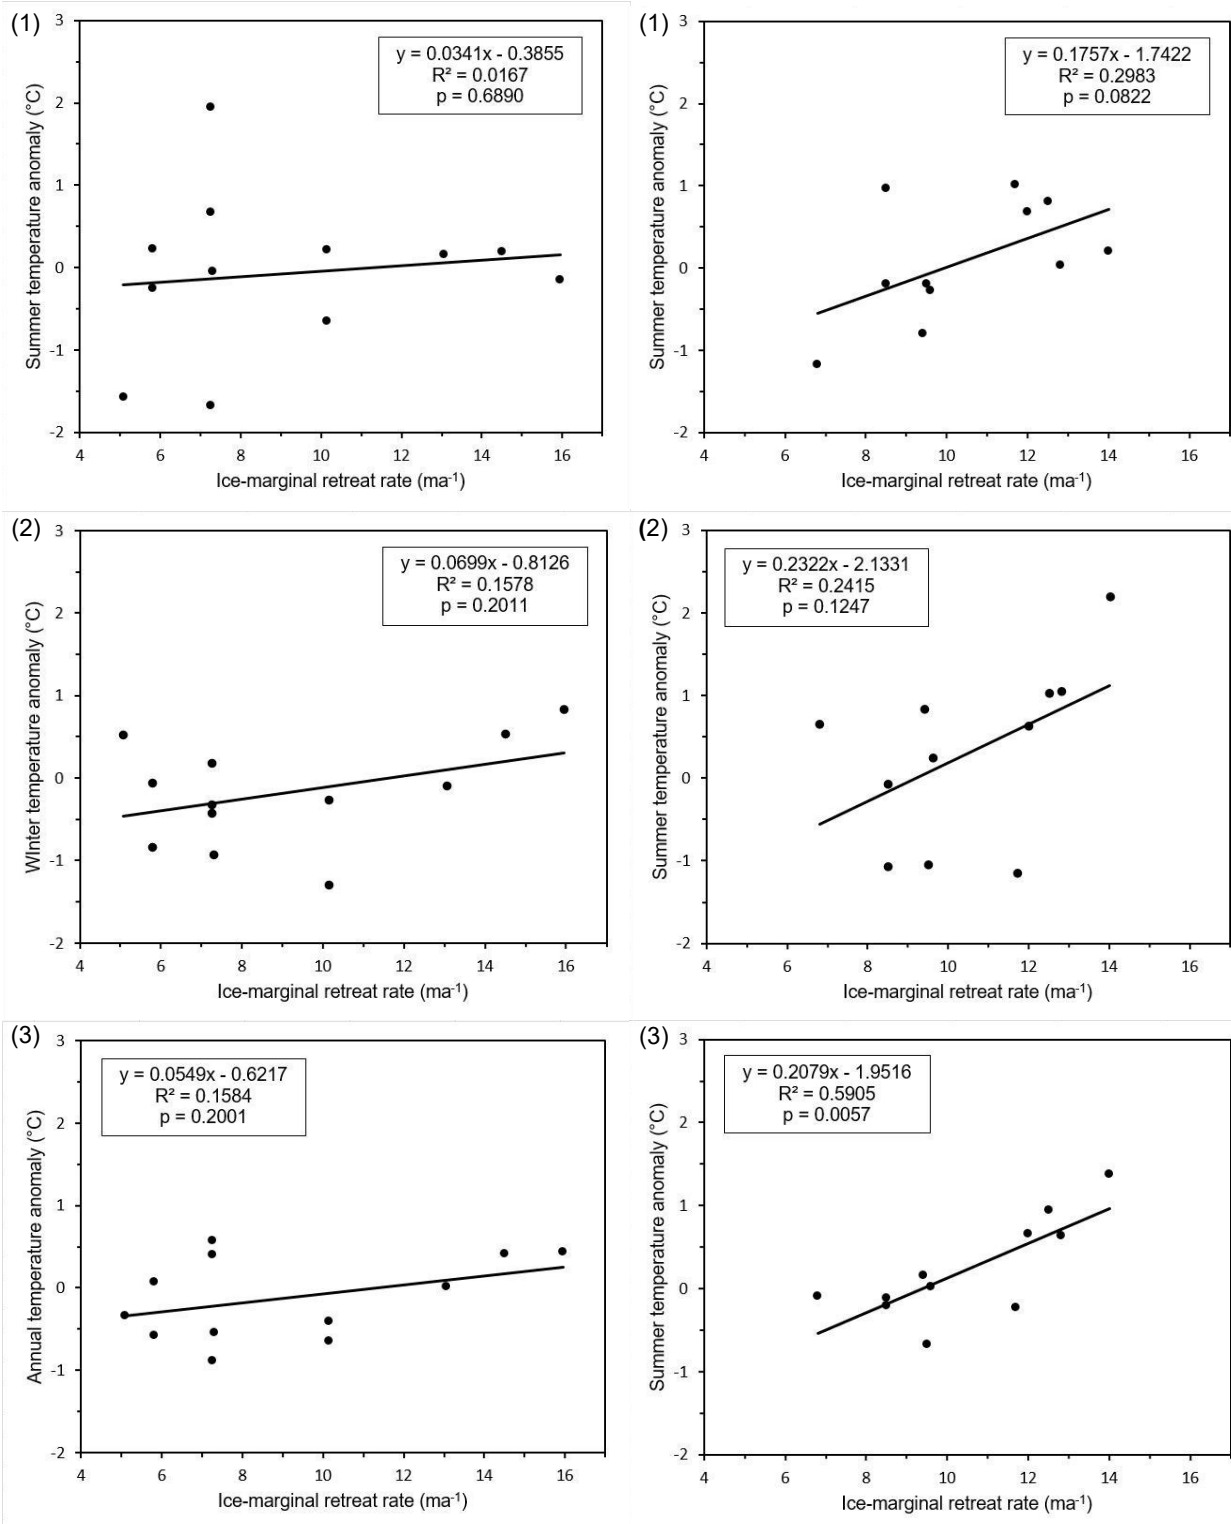 (1)
3
2
1
0
-1
-2
Summer temperature anomaly (°C)
y = 0.0341x - 0.3855
R² = 0.0167
p = 0.6890
4 6 8 10 12 14 16
Ice-marginal retreat rate (ma⁻¹)
(1)
3
2
1
0
-1
-2
Summer temperature anomaly (°C)
y = 0.1757x - 1.7422
R² = 0.2983
p = 0.0822
4 6 8 10 12 14 16
Ice-marginal retreat rate (ma⁻¹)
(2)
3
2
1
0
-1
-2
WInter temperature anomaly (°C)
y = 0.0699x - 0.8126
R² = 0.1578
p = 0.2011
4 6 8 10 12 14 16
Ice-marginal retreat rate (ma⁻¹)
(2)
3
2
1
0
-1
-2
Summer temperature anomaly (°C)
y = 0.2322x - 2.1331
R² = 0.2415
p = 0.1247
4 6 8 10 12 14 16
Ice-marginal retreat rate (ma⁻¹)
(3)
3
2
1
0
-1
-2
Annual temperature anomaly (°C)
y = 0.0549x - 0.6217
R² = 0.1584
p = 0.2001
4 6 8 10 12 14 16
Ice-marginal retreat rate (ma⁻¹)
(3)
3
2
1
0
-1
-2
Summer temperature anomaly (°C)
y = 0.2079x - 1.9516
R² = 0.5905
p = 0.0057
4 6 8 10 12 14 16
Ice-marginal retreat rate (ma⁻¹)